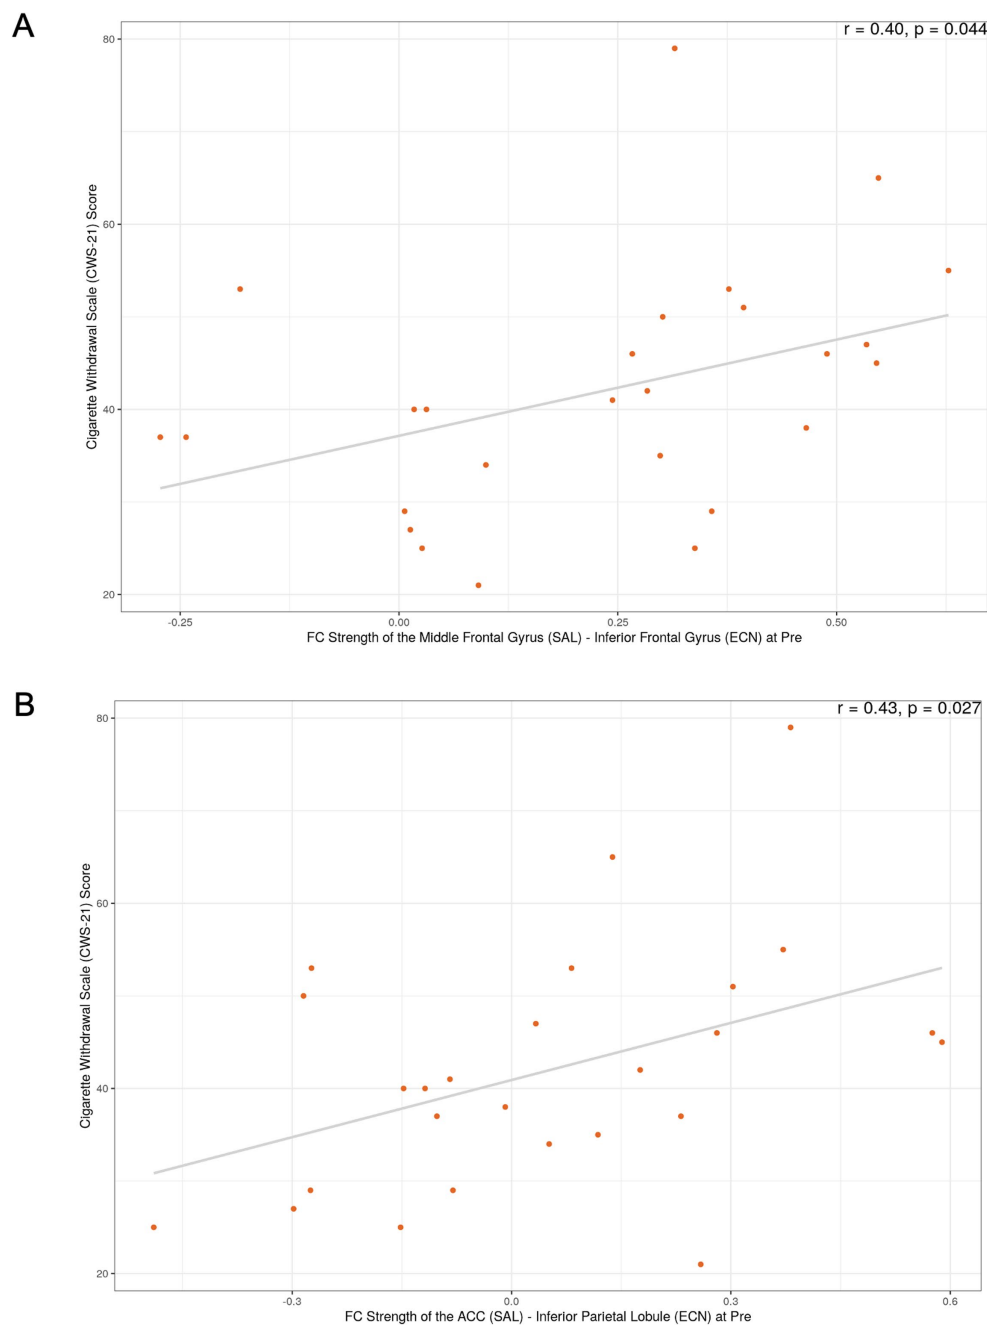 A
r = 0.40, p = 0.044
80
60
40
20
Cigarette Withdrawal Scale (CWS-21) Score
-0.25 0.00 0.25 0.50
FC Strength of the Middle Frontal Gyrus (SAL) - Inferior Frontal Gyrus (ECN) at Pre
B
r = 0.43, p = 0.027
80
60
40
20
Cigarette Withdrawal Scale (CWS-21) Score
-0.3 0.0 0.3 0.6
FC Strength of the ACC (SAL) - Inferior Parietal Lobule (ECN) at Pre